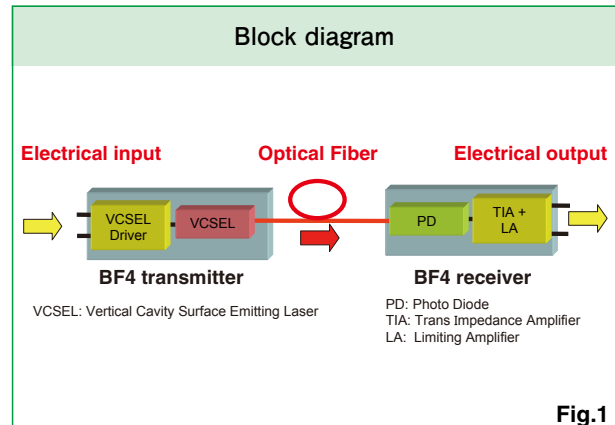 Block diagram
Electrical input
Optical Fiber
Electrical output
VCSEL
Driver
VCSEL
PD
TIA +
LA
BF4 transmitter
BF4 receiver
VCSEL: Vertical Cavity Surface Emitting Laser
PD: Photo Diode
TIA: Trans Impedance Amplifier
LA: Limiting Amplifier
Fig.1